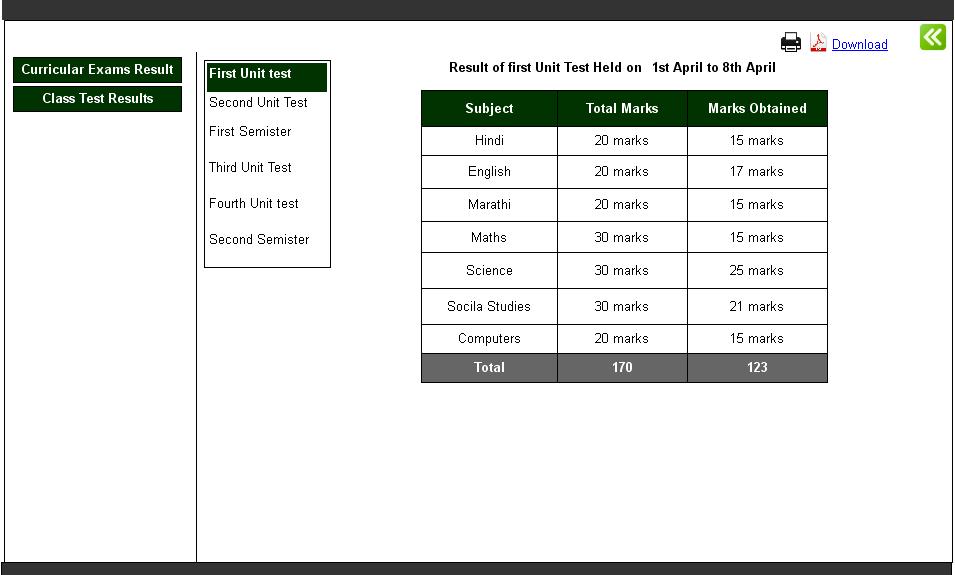 Download
Curricular Exams Result
Class Test Results
First Unit test
Second Unit Test
First Semister
Third Unit Test
Fourth Unit test
Second Semister
Result of first Unit Test Held on 1st April to 8th April
Subject Total Marks Marks Obtained
Hindi 20 marks 15 marks
English 20 marks 17 marks
Marathi 20 marks 15 marks
Maths 30 marks 15 marks
Science 30 marks 25 marks
Socila Studies 30 marks 21 marks
Computers 20 marks 15 marks
Total 170 123